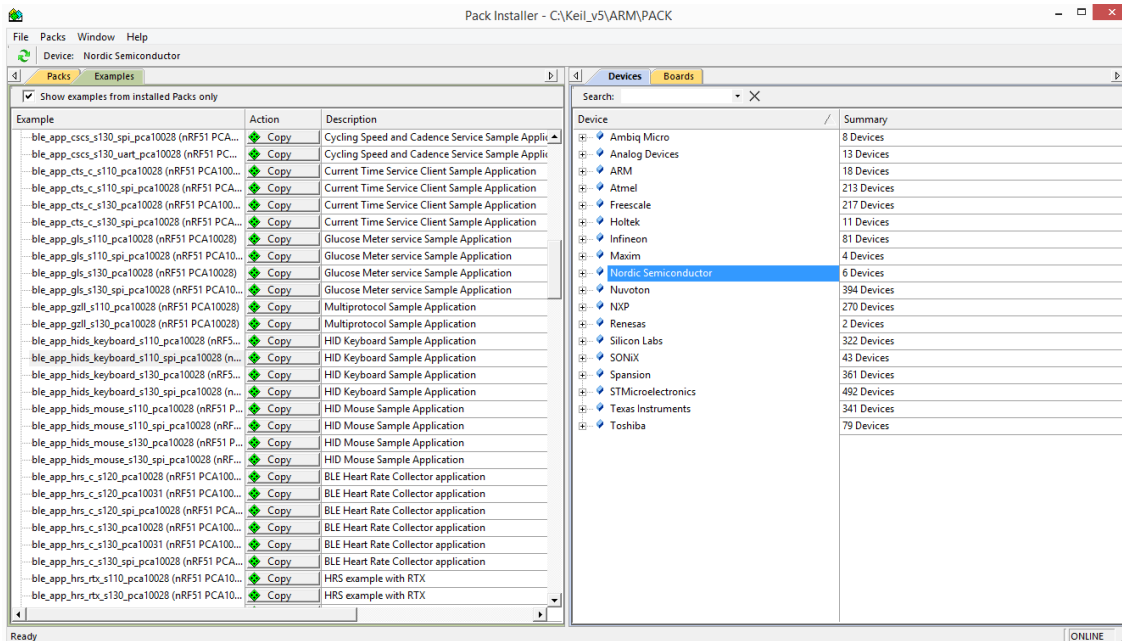 Pack Installer - C:\Keil_v5\ARM\PACK
File Packs Window Help
Device: Nordic Semiconductor
Packs Examples
Show examples from installed Packs only
Example Action Description
ble_app_cscs_s130_spi_pca10028 (nRF51 PCA... Copy Cycling Speed and Cadence Service Sample Applic
ble_app_cscs_s130_uart_pca10028 (nRF51 PC... Copy Cycling Speed and Cadence Service Sample Applic
ble_app_cts_c_s110_pca10028 (nRF51 PCA100... Copy Current Time Service Client Sample Application
ble_app_cts_c_s110_spi_pca10028 (nRF51 PCA... Copy Current Time Service Client Sample Application
ble_app_cts_c_s130_pca10028 (nRF51 PCA100... Copy Current Time Service Client Sample Application
ble_app_cts_c_s130_spi_pca10028 (nRF51 PCA... Copy Current Time Service Client Sample Application
ble_app_gls_s110_pca10028 (nRF51 PCA10028) Copy Glucose Meter service Sample Application
ble_app_gls_s110_spi_pca10028 (nRF51 PCA10... Copy Glucose Meter service Sample Application
ble_app_gls_s130_pca10028 (nRF51 PCA10028) Copy Glucose Meter service Sample Application
ble_app_gls_s130_spi_pca10028 (nRF51 PCA10... Copy Glucose Meter service Sample Application
ble_app_gzll_s110_pca10028 (nRF51 PCA10028) Copy Multiprotocol Sample Application
ble_app_gzll_s130_pca10028 (nRF51 PCA10028) Copy Multiprotocol Sample Application
ble_app_hids_keyboard_s110_pca10028 (nRF5... Copy HID Keyboard Sample Application
ble_app_hids_keyboard_s110_spi_pca10028 (n... Copy HID Keyboard Sample Application
ble_app_hids_keyboard_s130_pca10028 (nRF5... Copy HID Keyboard Sample Application
ble_app_hids_keyboard_s130_spi_pca10028 (n... Copy HID Keyboard Sample Application
ble_app_hids_mouse_s110_pca10028 (nRF51 P... Copy HID Mouse Sample Application
ble_app_hids_mouse_s110_spi_pca10028 (nRF... Copy HID Mouse Sample Application
ble_app_hids_mouse_s130_pca10028 (nRF51 P... Copy HID Mouse Sample Application
ble_app_hids_mouse_s130_spi_pca10028 (nRF... Copy HID Mouse Sample Application
ble_app_hrs_c_s120_pca10028 (nRF51 PCA100... Copy BLE Heart Rate Collector application
ble_app_hrs_c_s120_pca10031 (nRF51 PCA100... Copy BLE Heart Rate Collector application
ble_app_hrs_c_s120_spi_pca10028 (nRF51 PCA... Copy BLE Heart Rate Collector application
ble_app_hrs_c_s130_pca10028 (nRF51 PCA100... Copy BLE Heart Rate Collector application
ble_app_hrs_c_s130_pca10031 (nRF51 PCA100... Copy BLE Heart Rate Collector application
ble_app_hrs_c_s130_spi_pca10028 (nRF51 PCA... Copy BLE Heart Rate Collector application
ble_app_hrs_rtx_s110_pca10028 (nRF51 PCA10... Copy HRS example with RTX
ble_app_hrs_rtx_s130_pca10028 (nRF51 PCA10... Copy HRS example with RTX
Devices Boards
Search:
Device Summary
Ambiq Micro 8 Devices
Analog Devices 13 Devices
ARM 18 Devices
Atmel 213 Devices
Freescale 217 Devices
Holtek 11 Devices
Infineon 81 Devices
Maxim 4 Devices
Nordic Semiconductor 6 Devices
Nuvoton 394 Devices
NXP 270 Devices
Renesas 2 Devices
Silicon Labs 322 Devices
SONiX 43 Devices
Spansion 361 Devices
STMicroelectronics 492 Devices
Texas Instruments 341 Devices
Toshiba 79 Devices
Ready ONLINE